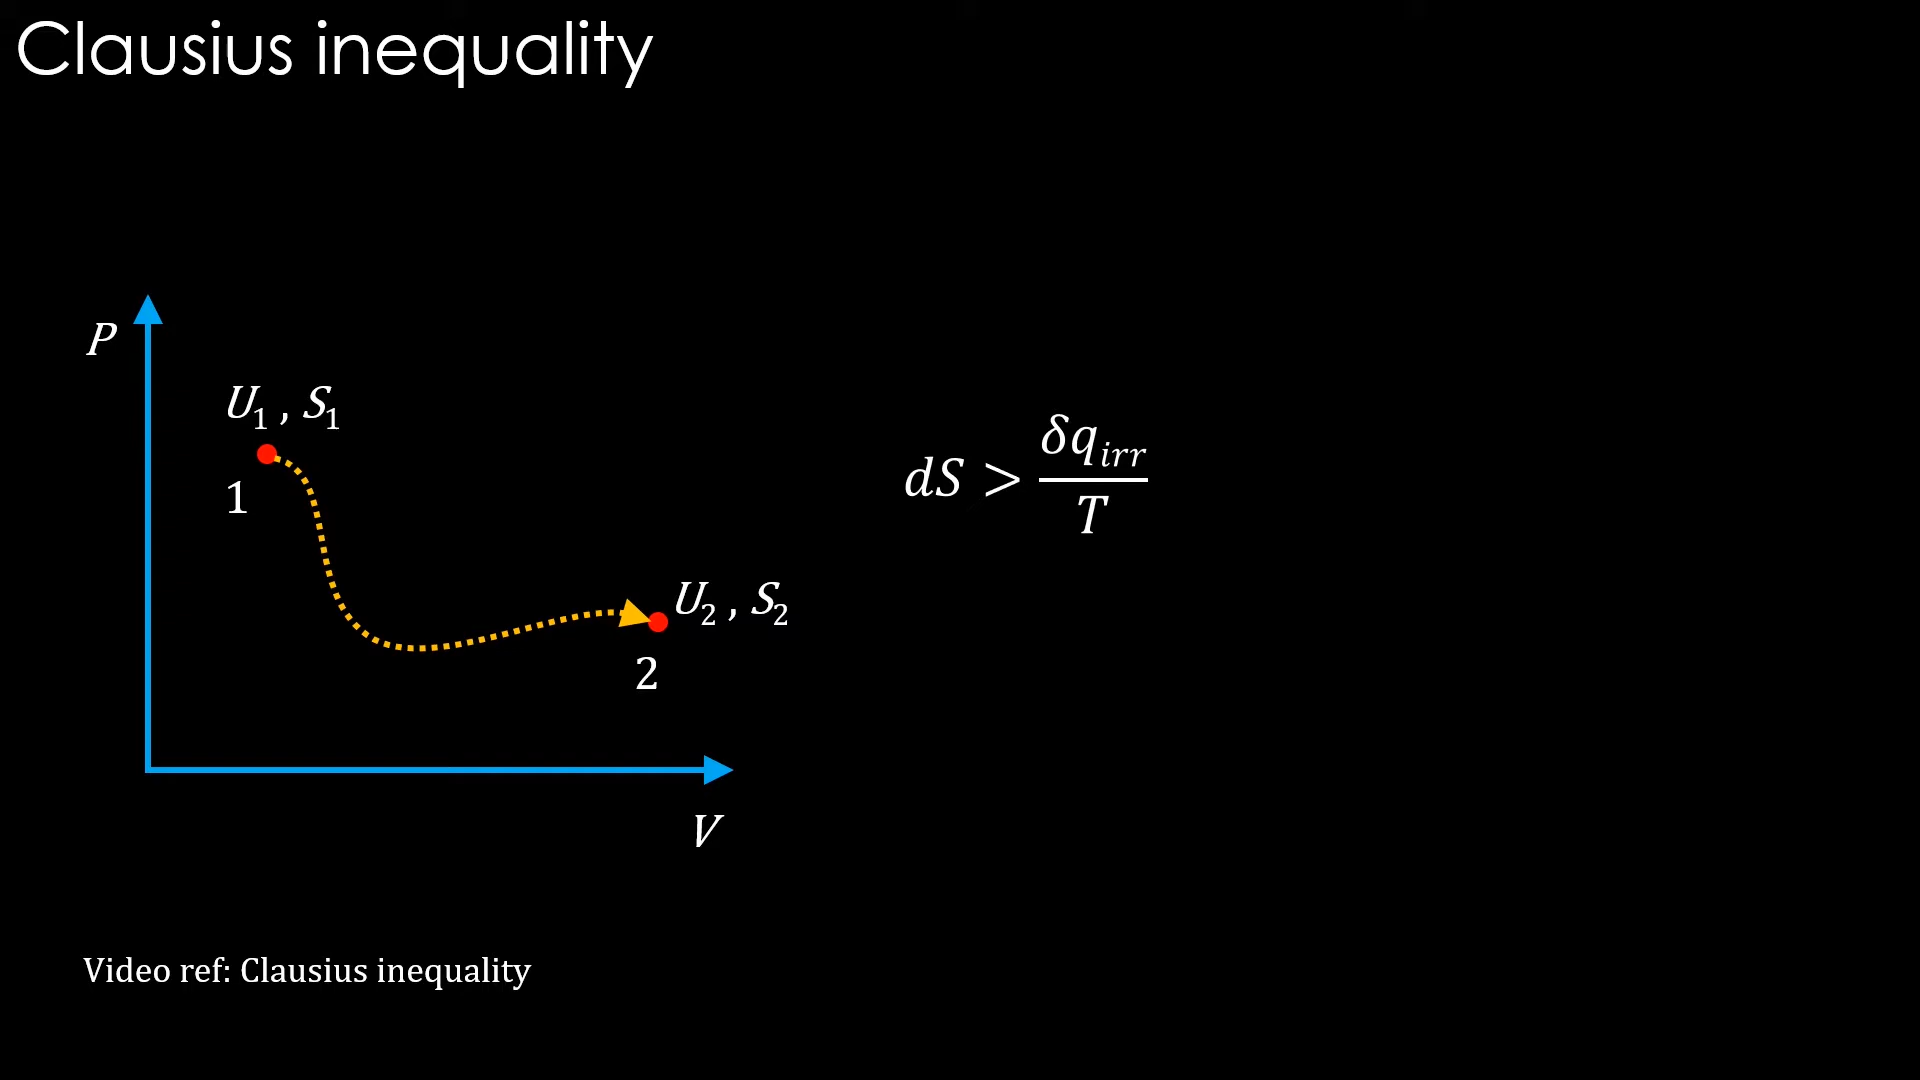 Clausius inequality
P
U₁ , S₁
1
dS > δq_irr / T
U₂ , S₂
2
V
Video ref: Clausius inequality